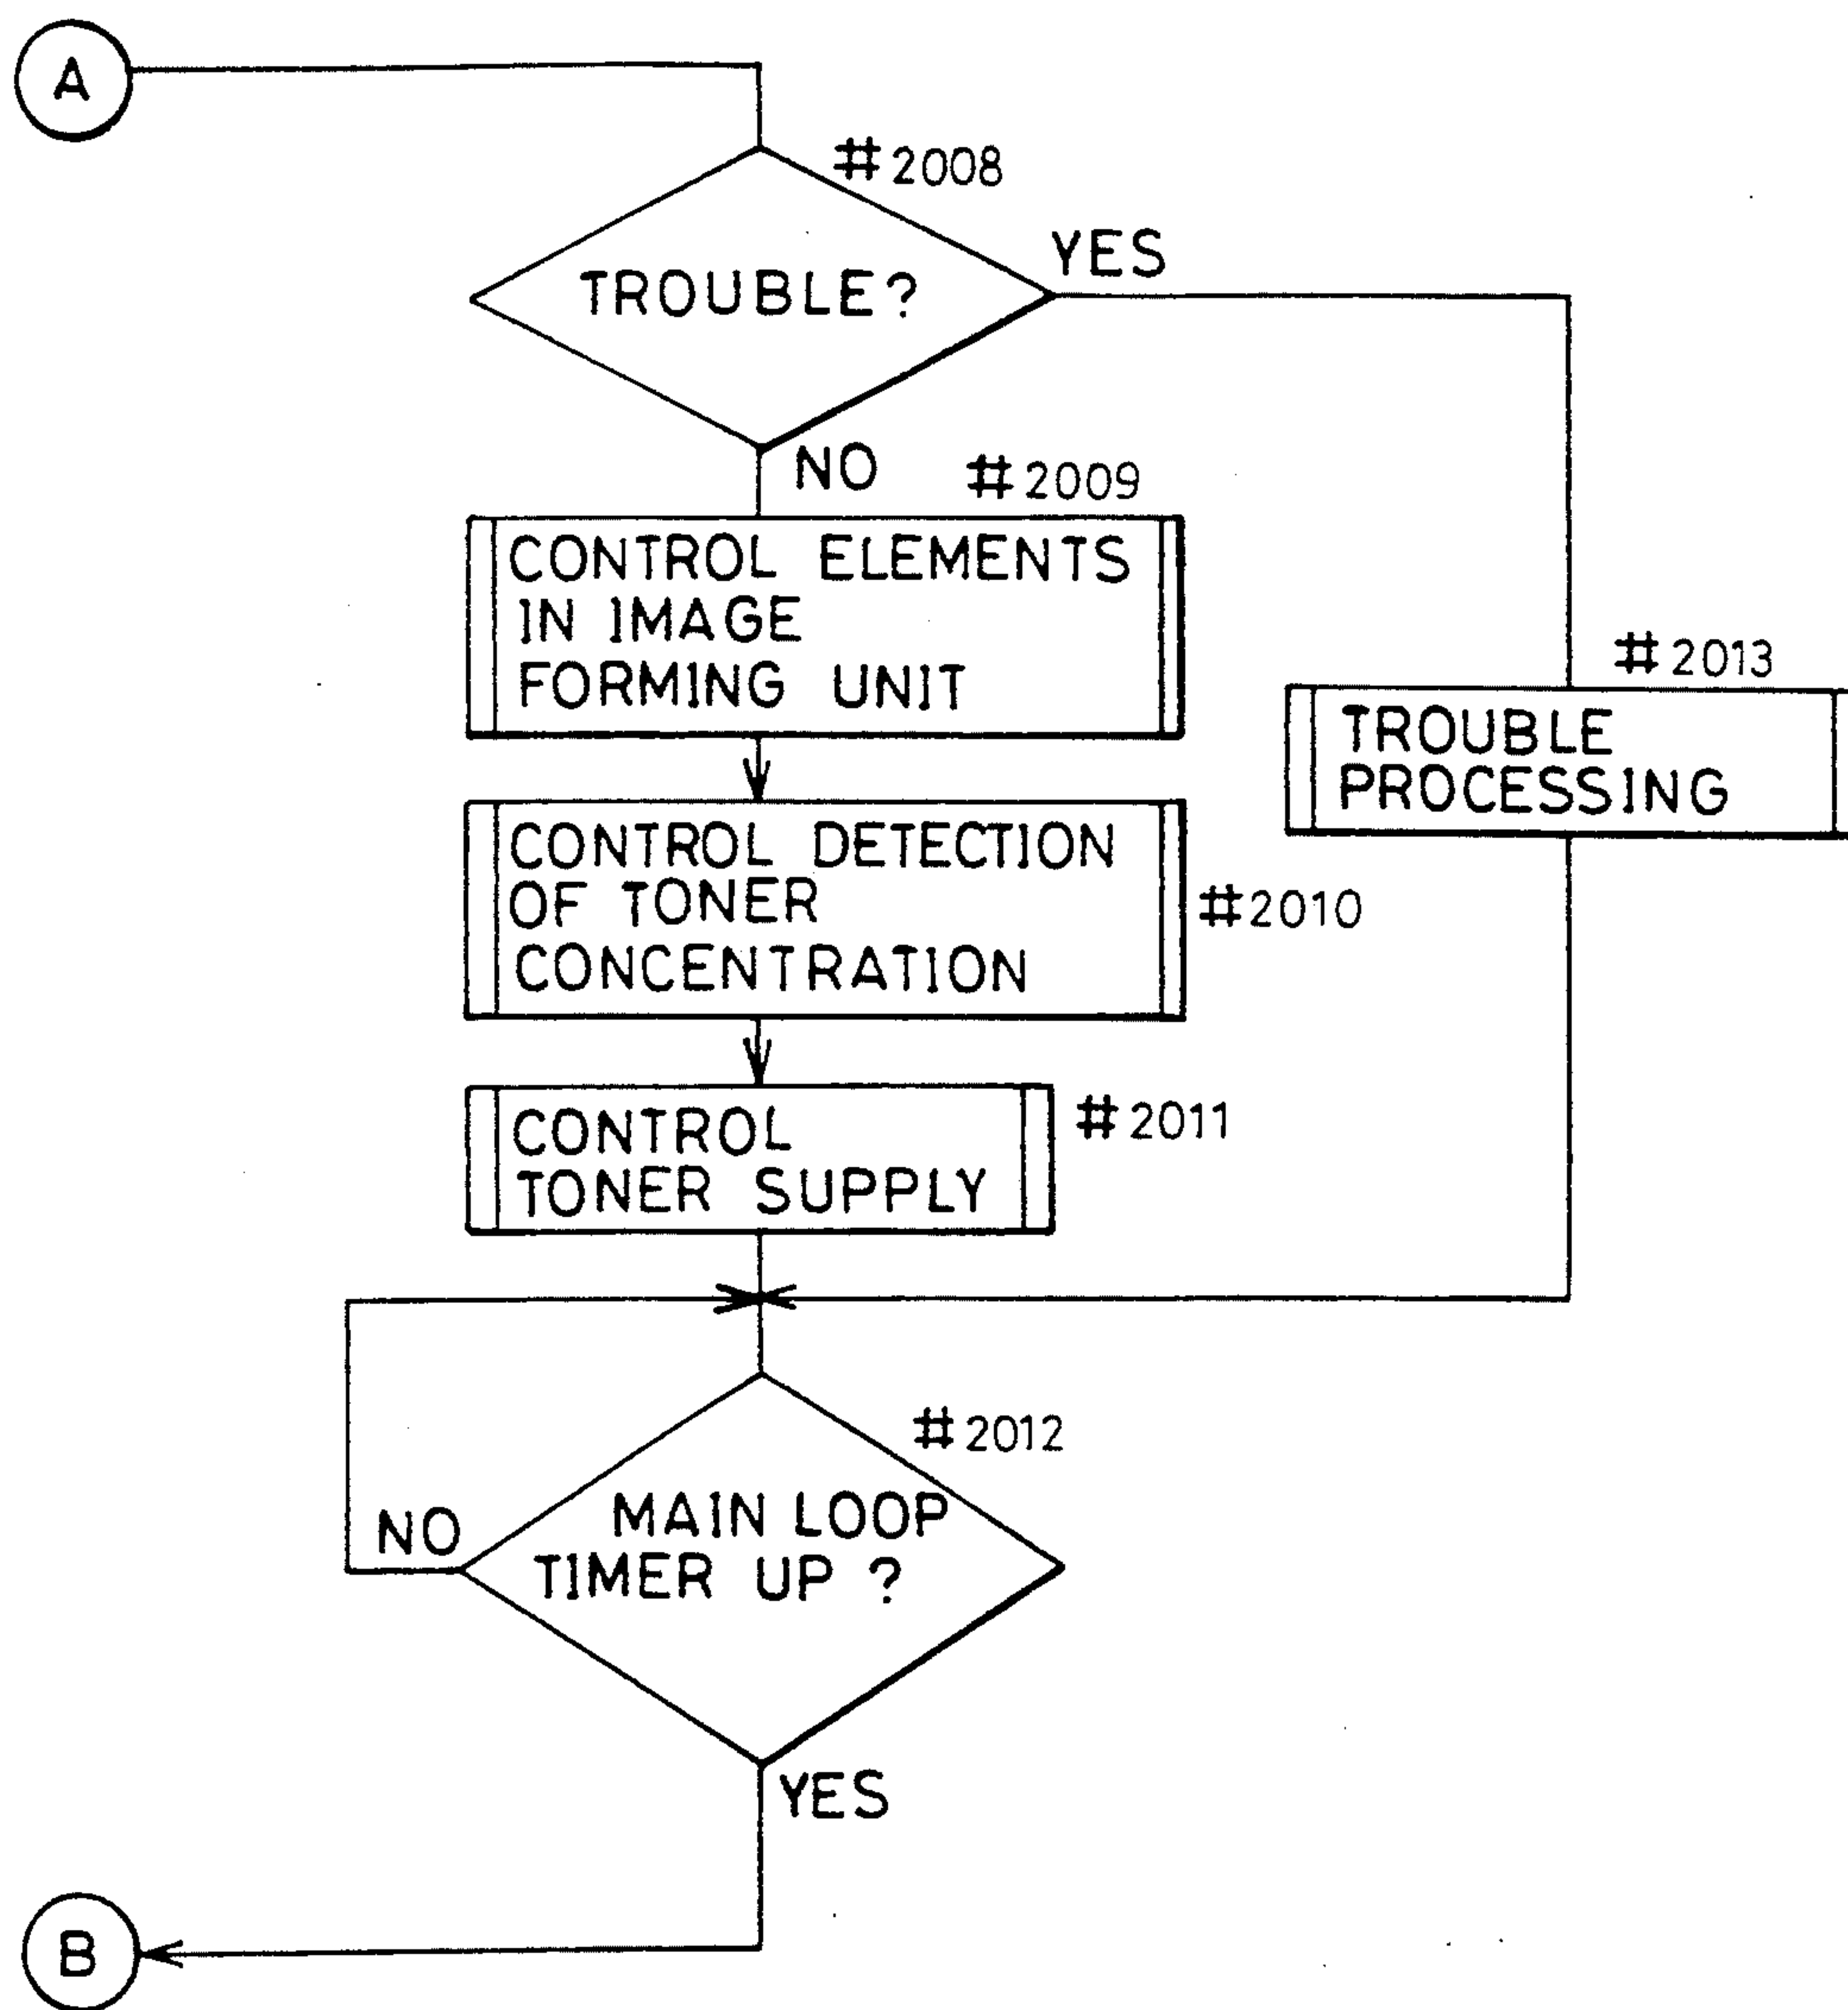 A
#2008
TROUBLE?
YES
NO
#2009
CONTROL ELEMENTS
IN IMAGE
FORMING UNIT
#2013
TROUBLE
PROCESSING
CONTROL DETECTION
OF TONER
CONCENTRATION
#2010
CONTROL
TONER SUPPLY
#2011
#2012
MAIN LOOP
TIMER UP ?
NO
YES
B